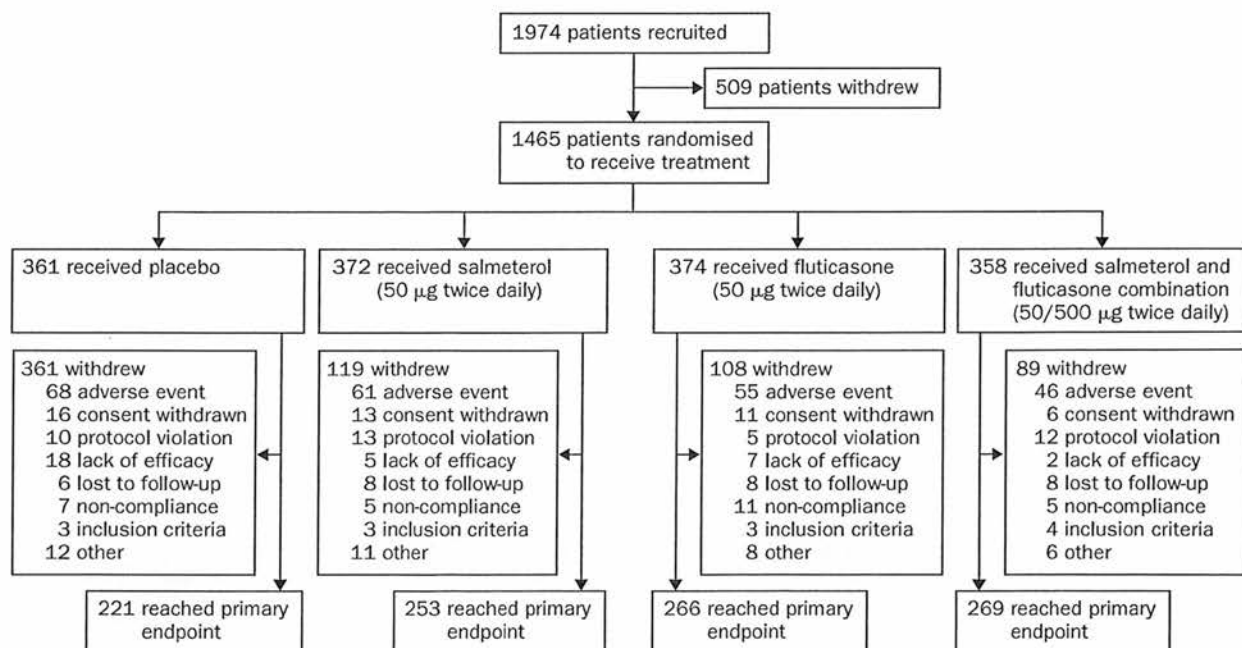 1974 patients recruited
509 patients withdrew
1465 patients randomised
to receive treatment
361 received placebo
372 received salmeterol
(50 μg twice daily)
374 received fluticasone
(50 μg twice daily)
358 received salmeterol and
fluticasone combination
(50/500 μg twice daily)
361 withdrew
68 adverse event
16 consent withdrawn
10 protocol violation
18 lack of efficacy
6 lost to follow-up
7 non-compliance
3 inclusion criteria
12 other
119 withdrew
61 adverse event
13 consent withdrawn
13 protocol violation
5 lack of efficacy
8 lost to follow-up
5 non-compliance
3 inclusion criteria
11 other
108 withdrew
55 adverse event
11 consent withdrawn
5 protocol violation
7 lack of efficacy
8 lost to follow-up
11 non-compliance
3 inclusion criteria
8 other
89 withdrew
46 adverse event
6 consent withdrawn
12 protocol violation
2 lack of efficacy
8 lost to follow-up
5 non-compliance
4 inclusion criteria
6 other
221 reached primary
endpoint
253 reached primary
endpoint
266 reached primary
endpoint
269 reached primary
endpoint